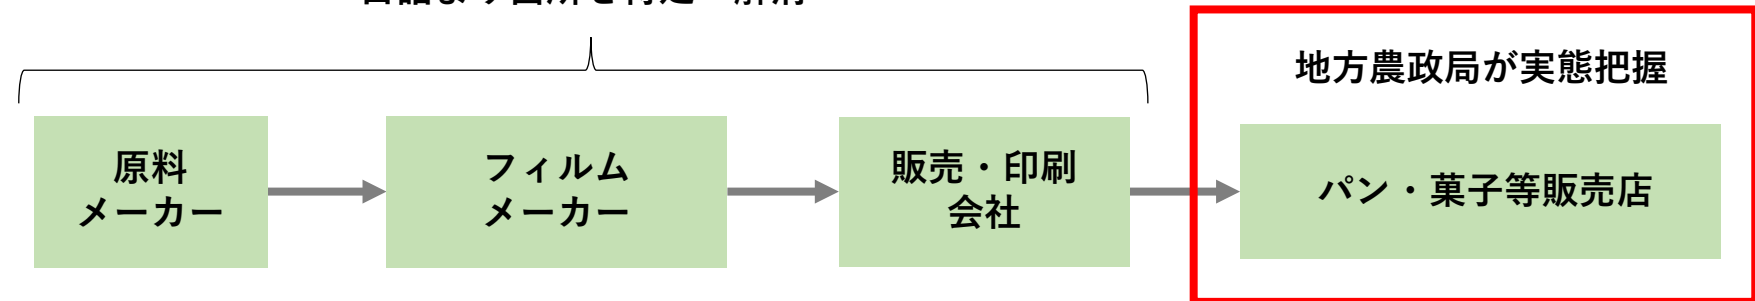 地方農政局が実態把握
原料
メーカー
フィルム
メーカー
販売・印刷
会社
パン・菓子等販売店